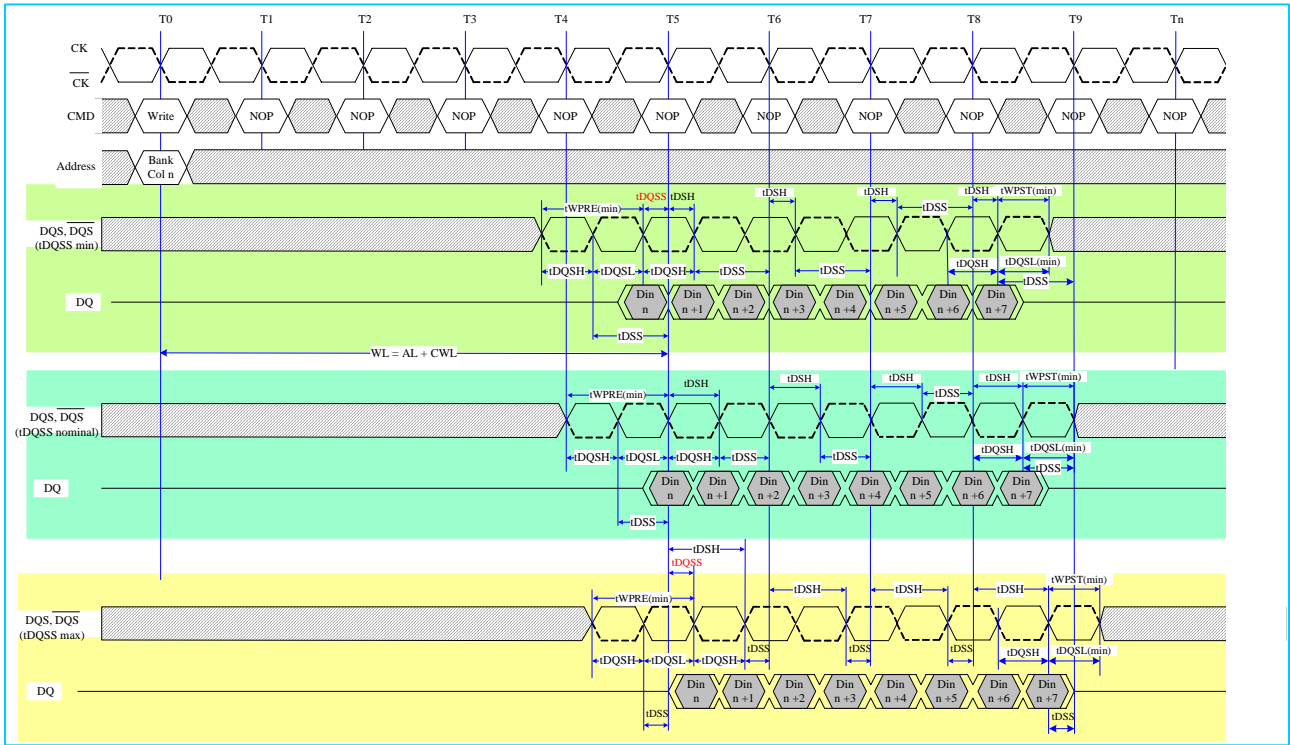 T0 T1 T2 T3 T4 T5 T6 T7 T8 T9 Tn
CK
CK
CMD Write NOP NOP NOP NOP NOP NOP NOP NOP NOP NOP
Address Bank
Col n
tDQSS tDSH tDSH tDSH tDSH tWPST(min)
tWPRE(min) tDSS
DQS, DQS
(tDQSS min)
tDQSH tDQSL tDQSH tDSS tDSS tDQSH tDQSL(min)
tDSS
DQ Din Din Din Din Din Din Din Din
n n +1 n +2 n +3 n +4 n +5 n +6 n +7
tDSS
WL = AL + CWL
tDSH tDSH tDSH tDSH tWPST(min)
tWPRE(min) tDSS
DQS, DQS
(tDQSS nominal)
tDQSH tDQSL tDQSH tDSS tDSS tDQSH tDQSL(min)
tDSS
DQ Din Din Din Din Din Din Din Din
n n +1 n +2 n +3 n +4 n +5 n +6 n +7
tDSS
tDSH
tDQSS
tWPRE(min) tDSH tDSH tDSH tWPST(min)
DQS, DQS
(tDQSS max)
tDSS tDSS tDSS
tDQSH tDQSL tDQSH tDQSH tDQSL(min)
DQ Din Din Din Din Din Din Din Din
n n +1 n +2 n +3 n +4 n +5 n +6 n +7
tDSS tDSS